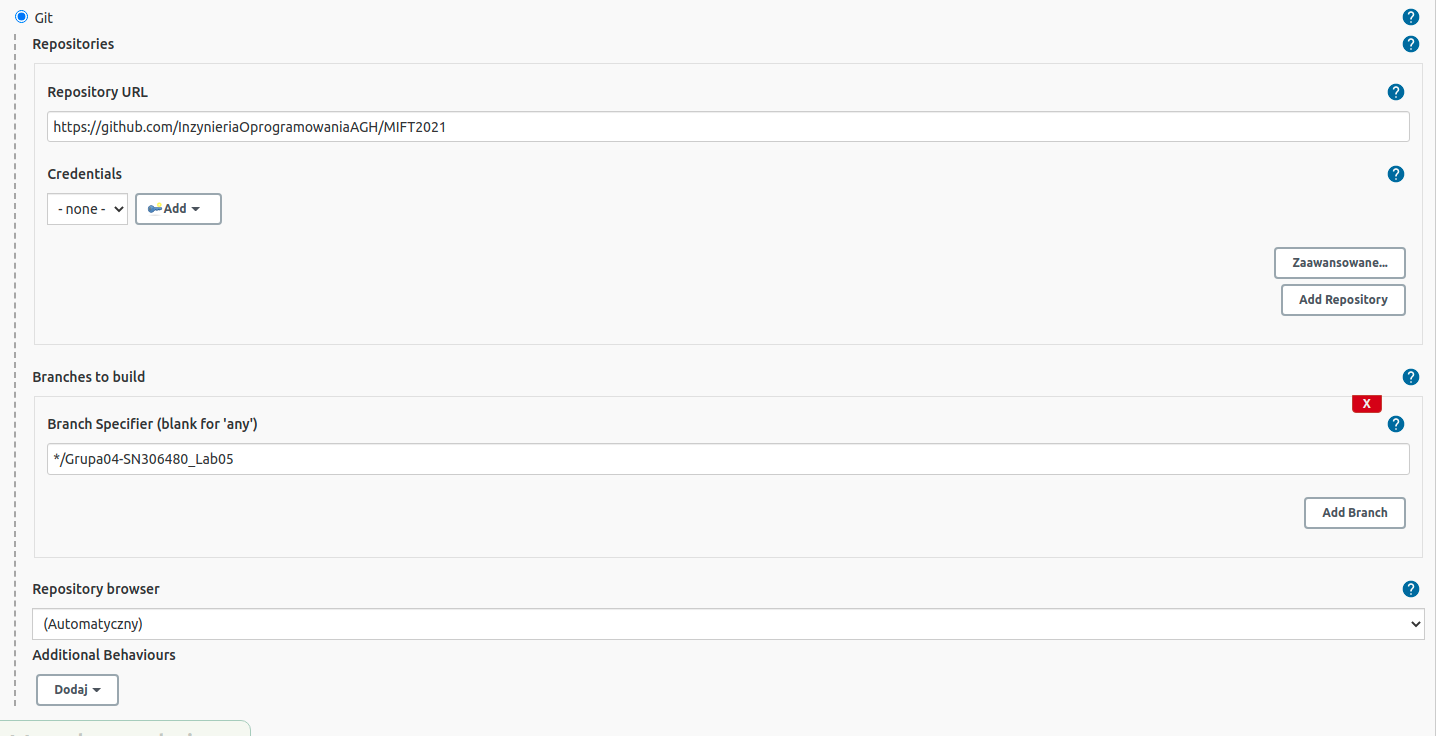 Git
Repositories
Repository URL
https://github.com/InzynieriaOprogramowaniaAGH/MIFT2021
Credentials
- none -
Add
Zaawansowane...
Add Repository
Branches to build
X
Branch Specifier (blank for 'any')
*/Grupa04-SN306480_Lab05
Add Branch
Repository browser
(Automatyczny)
Additional Behaviours
Dodaj